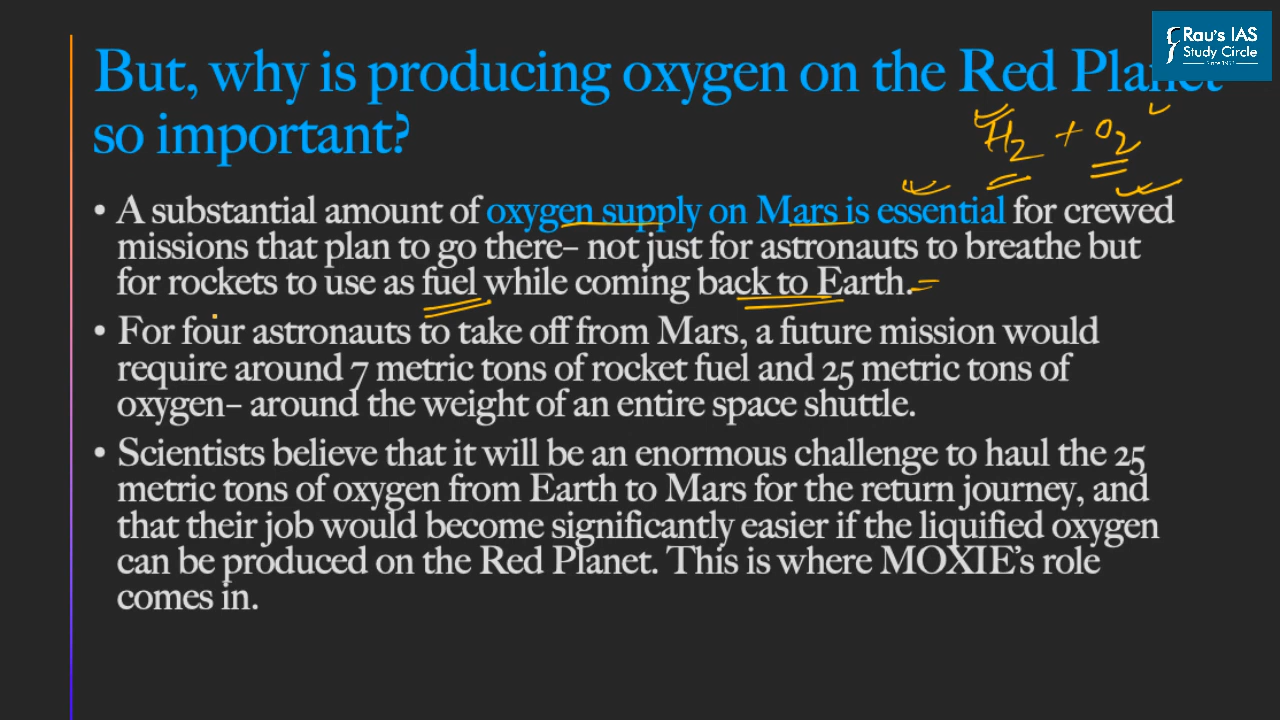 Rau's IAS
Study Circle
Since 1953
But, why is producing oxygen on the Red Planet
so important?
H2 + O2
• A substantial amount of oxygen supply on Mars is essential for crewed
missions that plan to go there– not just for astronauts to breathe but
for rockets to use as fuel while coming back to Earth.
• For four astronauts to take off from Mars, a future mission would
require around 7 metric tons of rocket fuel and 25 metric tons of
oxygen– around the weight of an entire space shuttle.
• Scientists believe that it will be an enormous challenge to haul the 25
metric tons of oxygen from Earth to Mars for the return journey, and
that their job would become significantly easier if the liquified oxygen
can be produced on the Red Planet. This is where MOXIE's role
comes in.